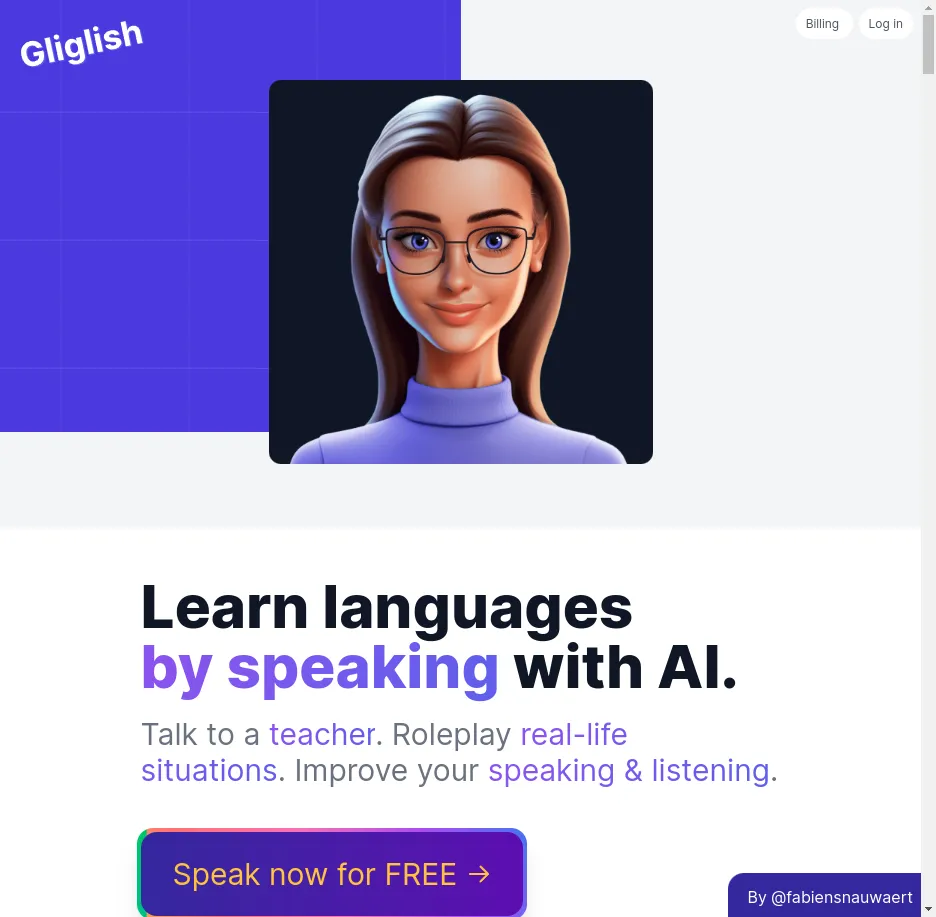 Gliglish
Billing
Log in
Learn languages
by speaking with AI.
Talk to a teacher. Roleplay real-life
situations. Improve your speaking & listening.
Speak now for FREE →
By @fabiensnauwaert